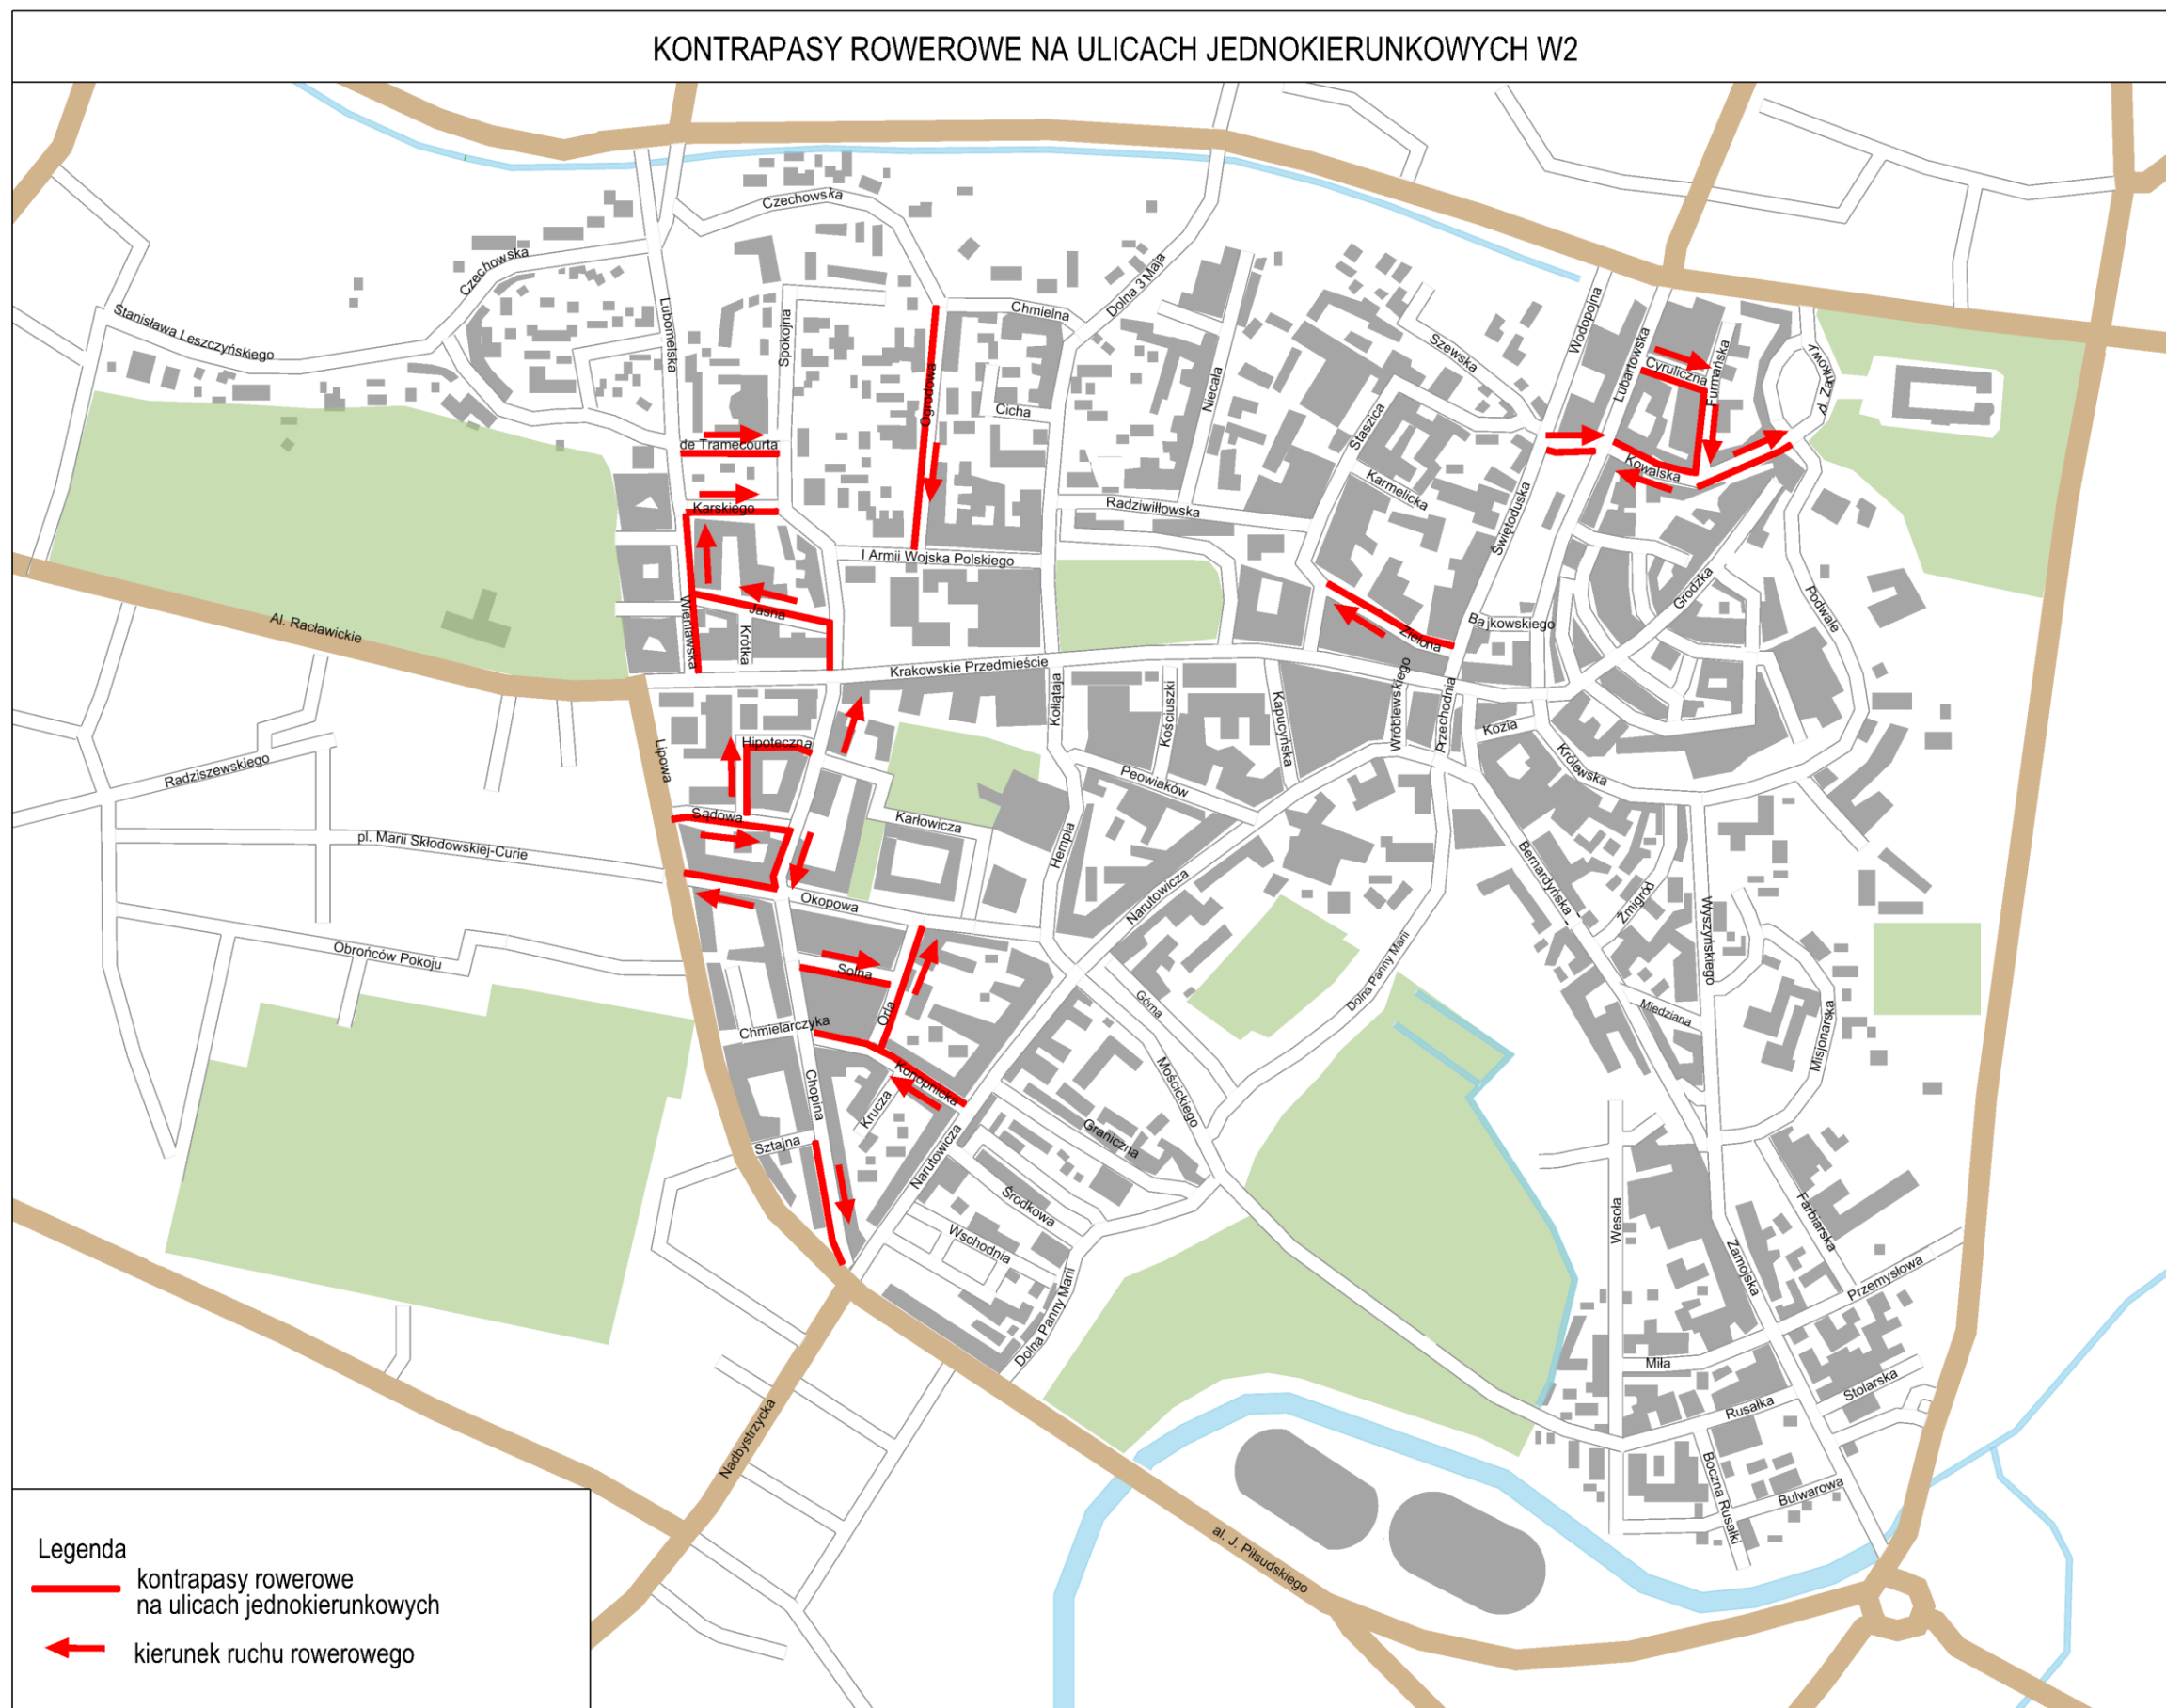 KONTRAPASY ROWEROWE NA ULICACH JEDNOKIERUNKOWYCH W2
Czechowska
Czechowska
Stanisława Leszczyńskiego
Lubomelska
Spokojna
Ogrodowa
Chmielna
Dolna 3 Maja
Cicha
Niecała
Szewska
Staszica
Karmelicka
Wodopojna
Lubartowska
Cyruliczna
Furmańska
pl. Zamkowy
Kowalska
de Tramecourta
Karskiego
Radziwiłłowska
I Armii Wojska Polskiego
Świętoduska
Wieniawska
Jasna
Krótka
Zielona
Bajkowskiego
Grodzka
Podwale
Al. Racławickie
Krakowskie Przedmieście
Kołłątaja
Kościuszki
Kapucyńska
Wróblewskiego
Przechodnia
Kozia
Królewska
Lipowa
Hipoteczna
Radziszewskiego
Peowiaków
Sądowa
Karłowicza
Hempla
pl. Marii Skłodowskiej-Curie
Okopowa
Narutowicza
Bernardyńska
Żmigród
Wyszyńskiego
Obrońców Pokoju
Solna
Orla
Górna
Dolna Panny Marii
Miedziana
Misjonarska
Chmielarczyka
Chopina
Konopnicka
Krucza
Mościckiego
Graniczna
Sztajna
Narutowicza
Środkowa
Wschodnia
Dolna Panny Marii
Wesoła
Farbiarska
Zamojska
Przemysłowa
Miła
Stolarska
Rusałka
Boczna Rusałki
Bulwarowa
Nadbystrzycka
al. J. Piłsudskiego
Legenda
kontrapasy rowerowe
na ulicach jednokierunkowych
kierunek ruchu rowerowego